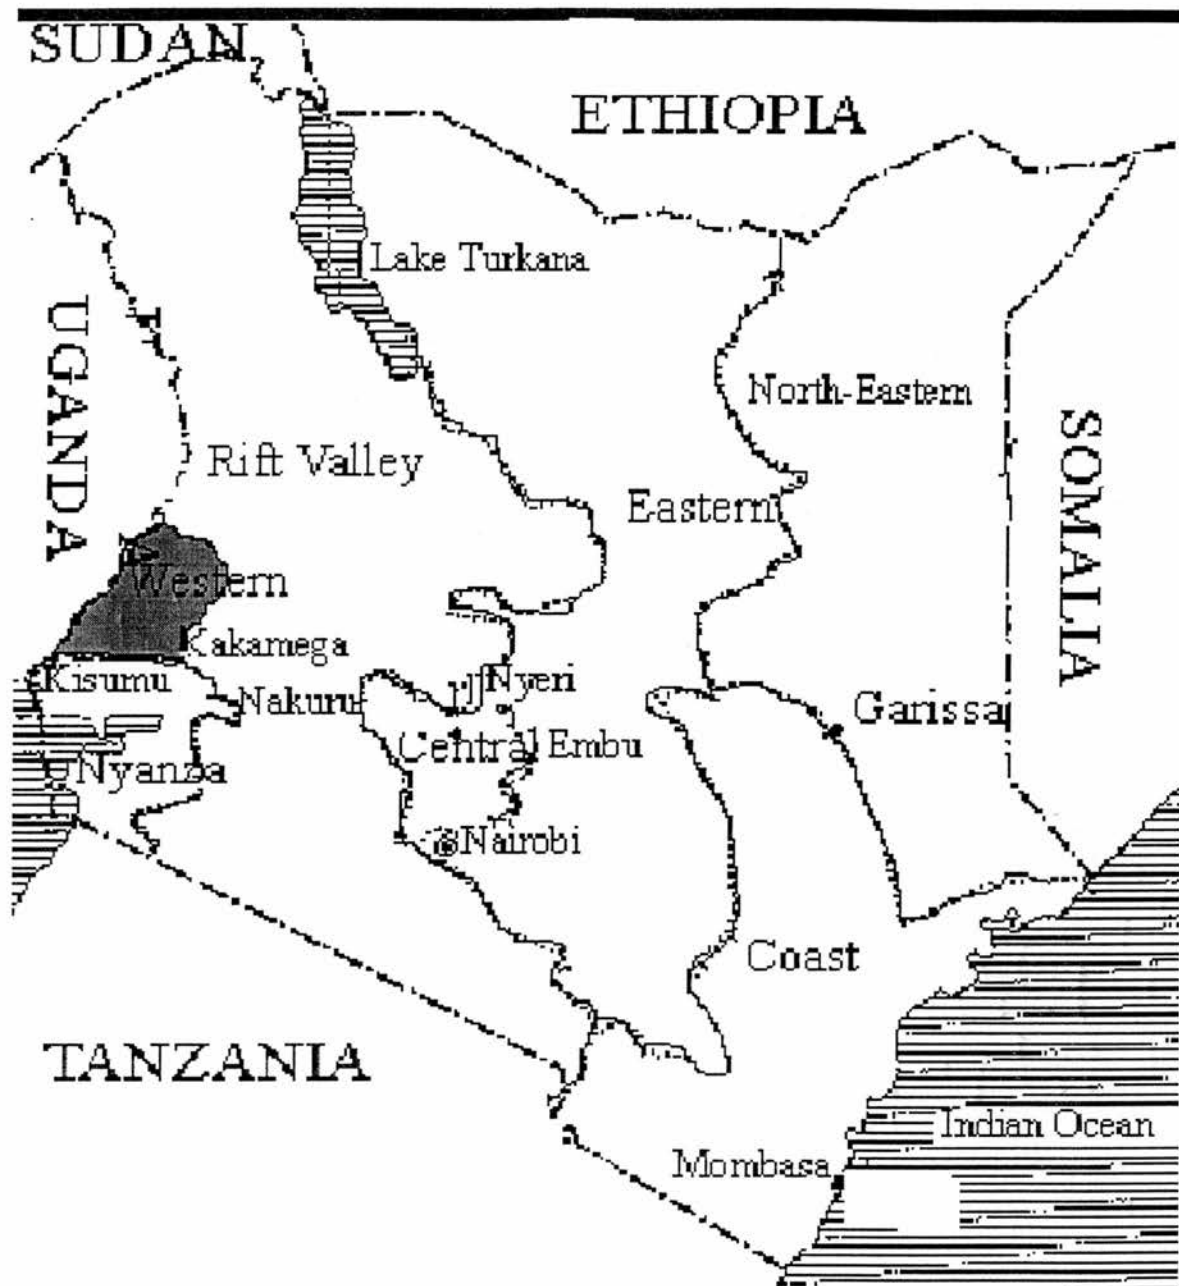 SUDAN
ETHIOPIA
Lake Turkana
UGANDA
North-Eastern
SOMALIA
Rift Valley
Eastern
Western
Kakamega
Kisumu
Nakuru
Nyeri
Garissa
Central
Embu
Nyanza
Nairobi
Coast
TANZANIA
Indian Ocean
Mombasa